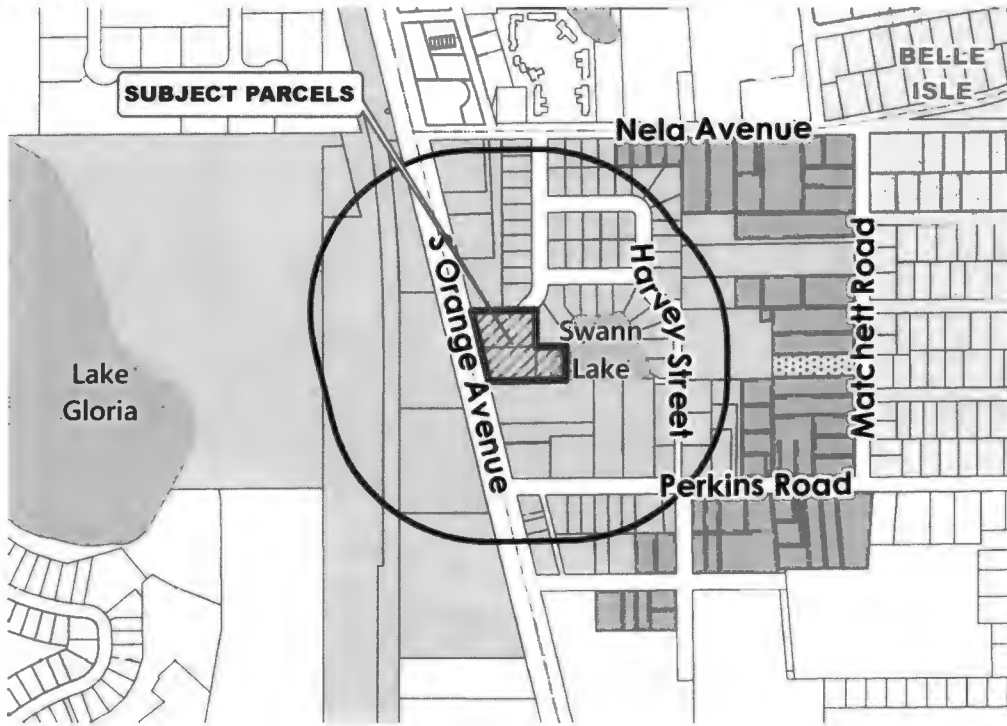 BELLE
ISLE
SUBJECT PARCELS
Nela Avenue
S Orange Avenue
Harvey Street
Matchett Road
Swann
Lake
Lake
Gloria
Perkins Road